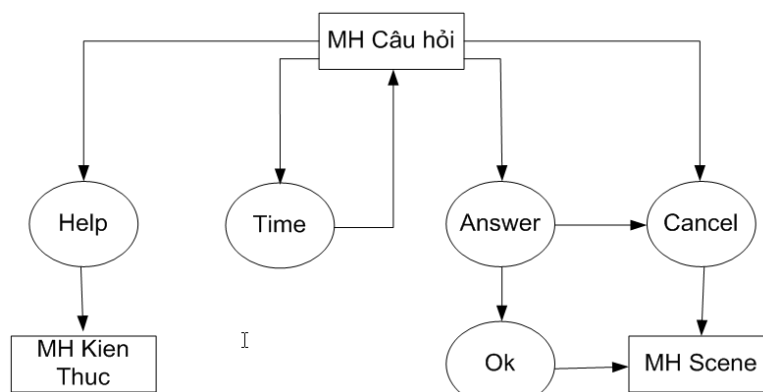 MH Câu hỏi
Help
Time
Answer
Cancel
MH Kien
Thuc
Ok
MH Scene